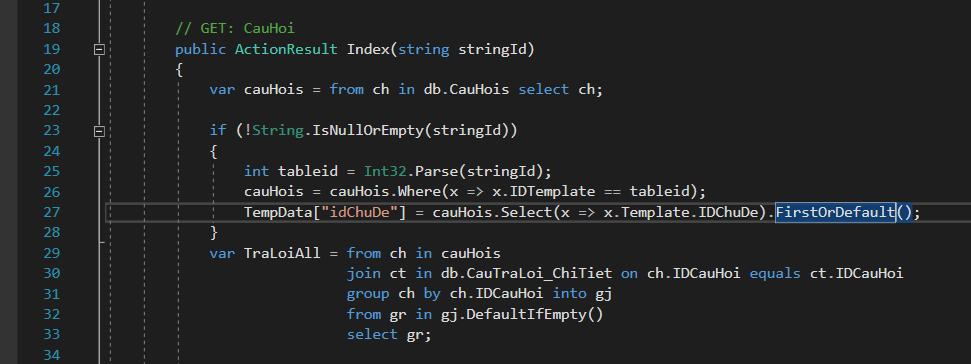 17
18 // GET: CauHoi
19 public ActionResult Index(string stringId)
20 {
21 var cauHois = from ch in db.CauHois select ch;
22
23 if (!String.IsNullOrEmpty(stringId))
24 {
25 int tableid = Int32.Parse(stringId);
26 cauHois = cauHois.Where(x => x.IDTemplate == tableid);
27 TempData["idChuDe"] = cauHois.Select(x => x.Template.IDChuDe).FirstOrDefault();
28 }
29 var TraLoiAll = from ch in cauHois
30 join ct in db.CauTraLoi_ChiTiet on ch.IDCauHoi equals ct.IDCauHoi
31 group ch by ch.IDCauHoi into gj
32 from gr in gj.DefaultIfEmpty()
33 select gr;
34